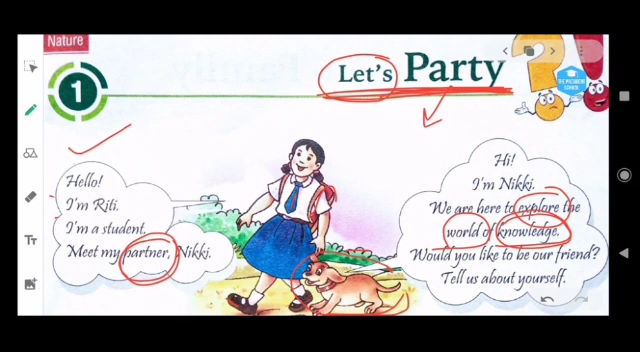 Nature
1
Let's Party
Hello!
I'm Riti.
I'm a student.
Meet my partner, Nikki.
Hi!
I'm Nikki.
We are here to explore the
world of knowledge.
Would you like to be our friend?
Tell us about yourself.
Tт